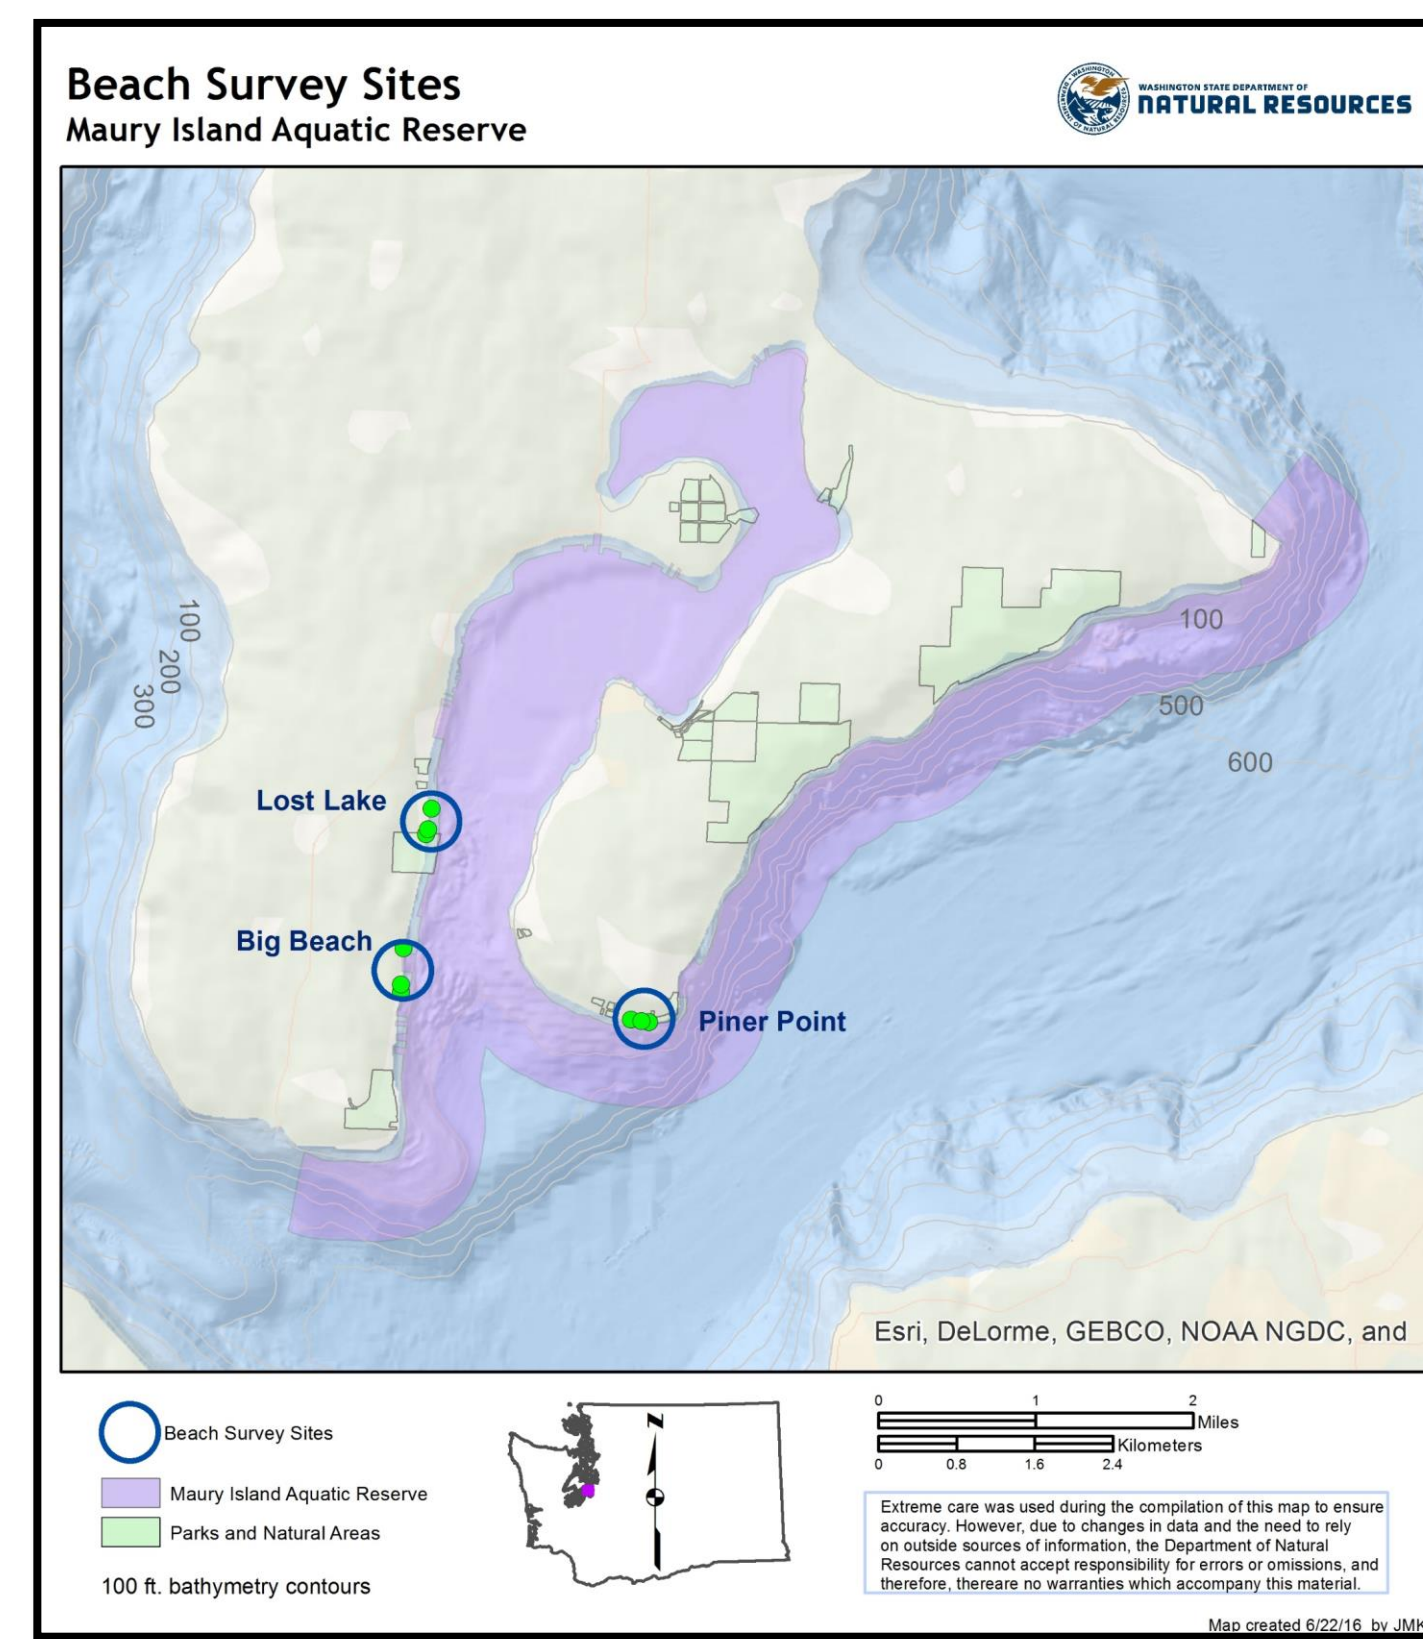 Beach Survey Sites
Maury Island Aquatic Reserve
WASHINGTON STATE DEPARTMENT OF
NATURAL RESOURCES
100
200
300
100
500
600
Lost Lake
Big Beach
Piner Point
Esri, DeLorme, GEBCO, NOAA NGDC, and
Beach Survey Sites
Maury Island Aquatic Reserve
Parks and Natural Areas
100 ft. bathymetry contours
N
0 1 2
Miles
Kilometers
0 0.8 1.6 2.4
Extreme care was used during the compilation of this map to ensure
accuracy. However, due to changes in data and the need to rely
on outside sources of information, the Department of Natural
Resources cannot accept responsibility for errors or omissions, and
therefore, thereare no warranties which accompany this material.
Map created 6/22/16 by JMK